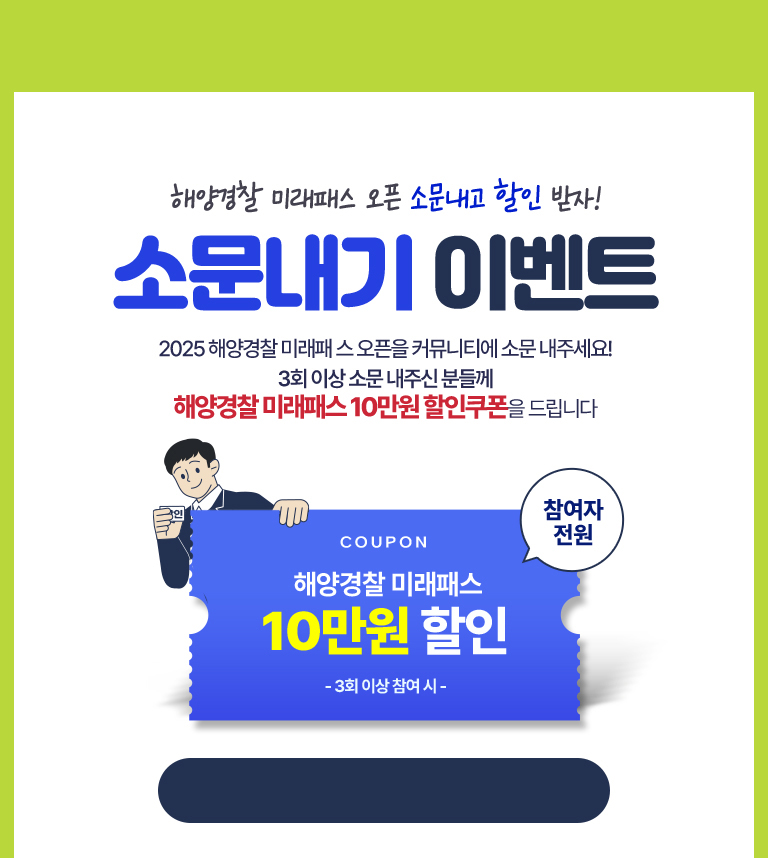 해양경찰 미래패스 오픈 소문내고 할인 받자!
소문내기 이벤트
2025 해양경찰 미래패 스 오픈을 커뮤니티에 소문 내주세요!
3회 이상 소문 내주신 분들께
해양경찰 미래패스 10만원 할인쿠폰을 드립니다
할인
참여자
전원
COUPON
해양경찰 미래패스
10만원 할인
- 3회 이상 참여 시 -